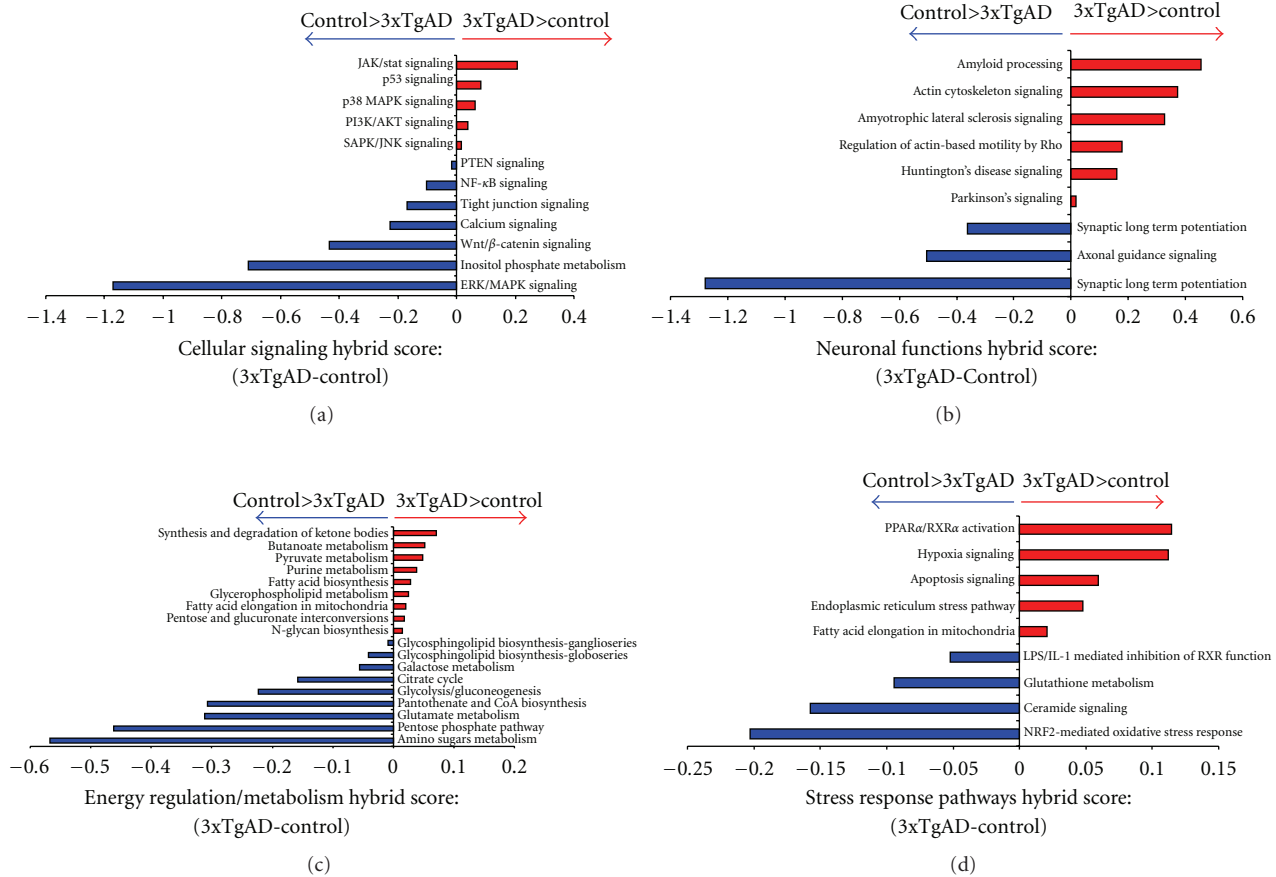 Control>3xTgAD 3xTgAD>control
JAK/stat signaling
p53 signaling
p38 MAPK signaling
PI3K/AKT signaling
SAPK/JNK signaling
PTEN signaling
NF-κB signaling
Tight junction signaling
Calcium signaling
Wnt/β-catenin signaling
Inositol phosphate metabolism
ERK/MAPK signaling
−1.4 −1.2 −1 −0.8 −0.6 −0.4 −0.2 0 0.2 0.4
Cellular signaling hybrid score:
(3xTgAD-control)
(a)
Control>3xTgAD 3xTgAD>control
Amyloid processing
Actin cytoskeleton signaling
Amyotrophic lateral sclerosis signaling
Regulation of actin-based motility by Rho
Huntington's disease signaling
Parkinson's signaling
Synaptic long term potentiation
Axonal guidance signaling
Synaptic long term potentiation
−1.4 −1.2 −1 −0.8 −0.6 −0.4 −0.2 0 0.2 0.4 0.6
Neuronal functions hybrid score:
(3xTgAD-Control)
(b)
Control>3xTgAD 3xTgAD>control
Synthesis and degradation of ketone bodies
Butanoate metabolism
Pyruvate metabolism
Purine metabolism
Fatty acid biosynthesis
Glycerophospholipid metabolism
Fatty acid elongation in mitochondria
Pentose and glucuronate interconversions
N-glycan biosynthesis
Glycosphingolipid biosynthesis-ganglioseries
Glycosphingolipid biosynthesis-globoseries
Galactose metabolism
Citrate cycle
Glycolysis/gluconeogenesis
Pantothenate and CoA biosynthesis
Glutamate metabolism
Pentose phosphate pathway
Amino sugars metabolism
−0.6 −0.5 −0.4 −0.3 −0.2 −0.1 0 0.1 0.2
Energy regulation/metabolism hybrid score:
(3xTgAD-control)
(c)
Control>3xTgAD 3xTgAD>control
PPARα/RXRα activation
Hypoxia signaling
Apoptosis signaling
Endoplasmic reticulum stress pathway
Fatty acid elongation in mitochondria
LPS/IL-1 mediated inhibition of RXR function
Glutathione metabolism
Ceramide signaling
NRF2-mediated oxidative stress response
−0.25 −0.2 −0.15 −0.1 −0.05 0 0.05 0.1 0.15
Stress response pathways hybrid score:
(3xTgAD-control)
(d)